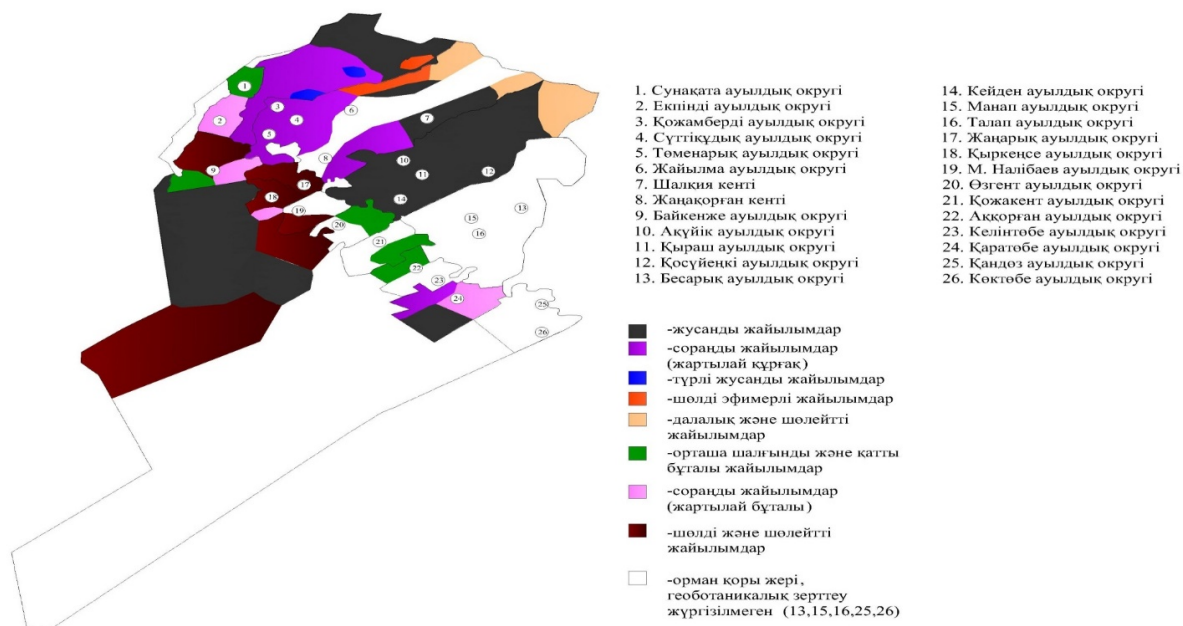 1. Сунақата ауылдық округі
2. Екпінді ауылдық округі
3. Қожамберді ауылдық округі
4. Сүттіқұдық ауылдық округі
5. Төменарық ауылдық округі
6. Жайылма ауылдық округі
7. Шалқия кенті
8. Жаңақорған кенті
9. Байкенже ауылдық округі
10. Ақүйік ауылдық округі
11. Қыраш ауылдық округі
12. Қосүйеңкі ауылдық округі
13. Бесарық ауылдық округі
14. Кейден ауылдық округі
15. Манап ауылдық округі
16. Талап ауылдық округі
17. Жаңарық ауылдық округі
18. Қыркеңсе ауылдық округі
19. М. Налібаев ауылдық округі
20. Өзгент ауылдық округі
21. Қожакент ауылдық округі
22. Аққорған ауылдық округі
23. Келінтөбе ауылдық округі
24. Қаратөбе ауылдық округі
25. Қандөз ауылдық округі
26. Көктөбе ауылдық округі
-жусанды жайылымдар
-сораңды жайылымдар
(жартылай құрғақ)
-түрлі жусанды жайылымдар
-шөлді эфимерлі жайылымдар
-далалық және шөлейтті
жайылымдар
-орташа шалғынды және қатты
бұталы жайылымдар
-сораңды жайылымдар
(жартылай бұталы)
-шөлді және шөлейтті
жайылымдар
-орман қоры жері,
геоботаникалық зерттеу
жүргізілмеген (13,15,16,25,26)
1
2
3
4
5
6
7
8
9
10
11
12
13
14
15
16
17
18
19
20
21
22
23
24
25
26